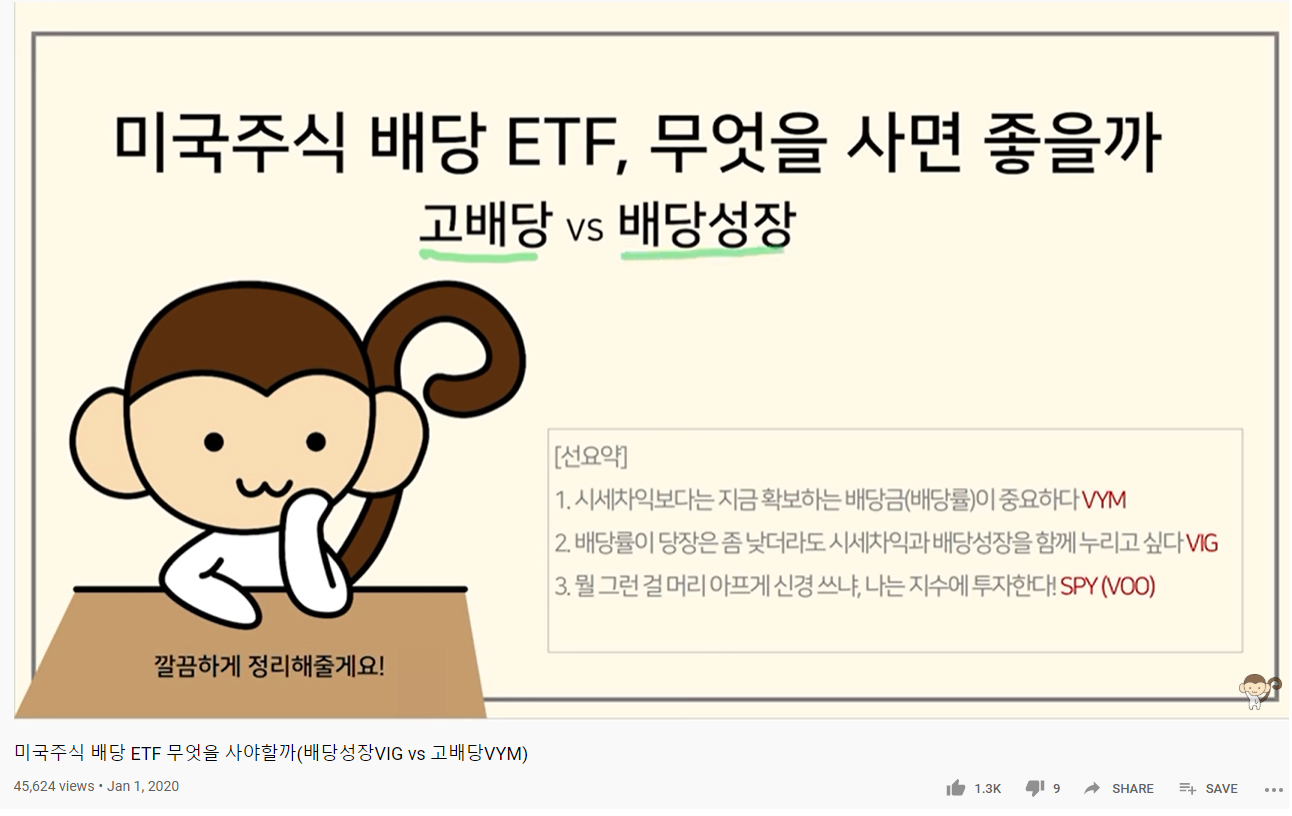 미국주식 배당 ETF, 무엇을 사면 좋을까
고배당 vs 배당성장
[선요약]
1. 시세차익보다는 지금 확보하는 배당금(배당률)이 중요하다 VYM
2. 배당률이 당장은 좀 낮더라도 시세차익과 배당성장을 함께 누리고 싶다 VIG
3. 뭘 그런 걸 머리 아프게 신경 쓰냐, 나는 지수에 투자한다! SPY (VOO)
깔끔하게 정리해줄게요!
미국주식 배당 ETF 무엇을 사야할까(배당성장VIG vs 고배당VYM)
45,624 views • Jan 1, 2020
1.3K 9 SHARE SAVE